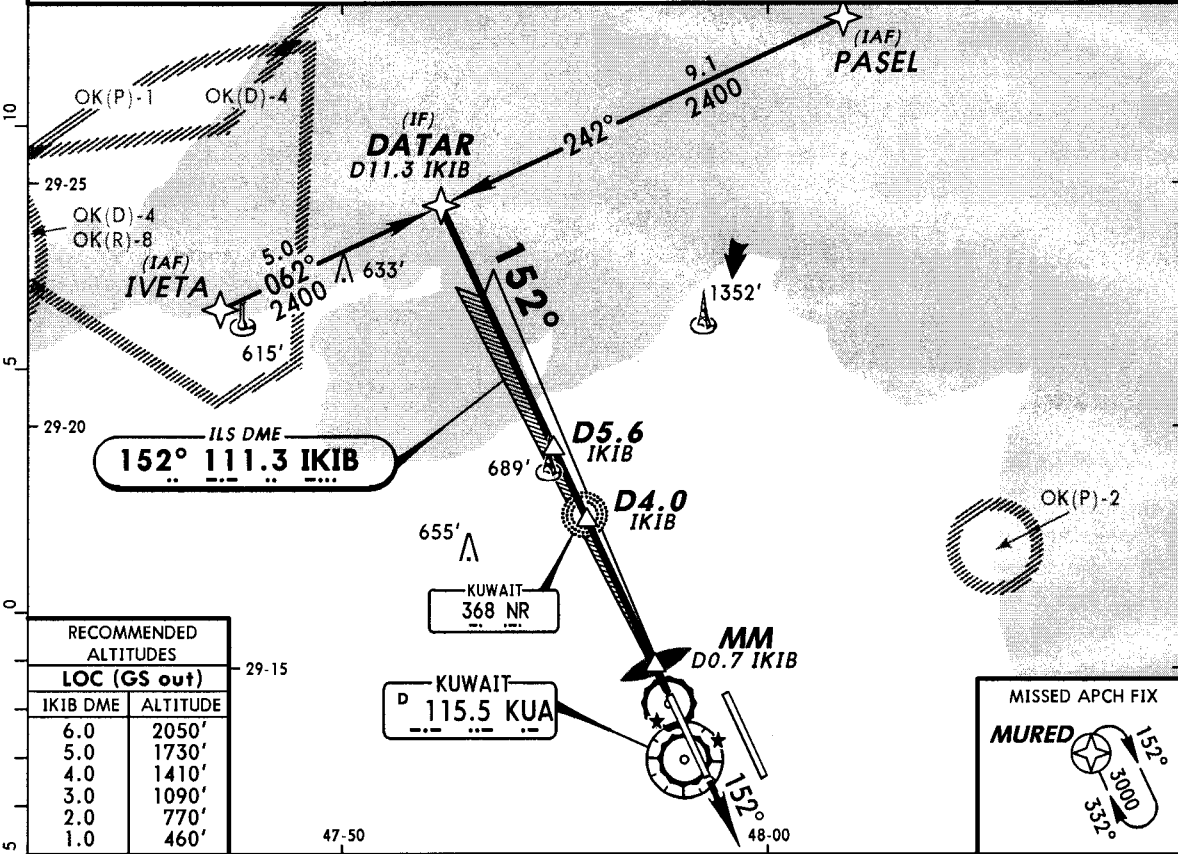 (IAF)
PASEL
9.1
2400
242°
OK(P)-1
OK(D)-4
(IF)
DATAR
D11.3 IKIB
10
29-25
OK(D)-4
OK(R)-8
(IAF)
IVETA
5.0
062°
2400
633'
615'
152°
1352'
5
29-20
ILS DME
152° 111.3 IKIB
D5.6
IKIB
689'
D4.0
IKIB
655'
OK(P)-2
KUWAIT
368 NR
0
RECOMMENDED
ALTITUDES
LOC (GS out)
IKIB DME ALTITUDE
6.0 2050'
5.0 1730'
4.0 1410'
3.0 1090'
2.0 770'
1.0 460'
29-15
MM
D0.7 IKIB
KUWAIT
D 115.5 KUA
152°
MISSED APCH FIX
MURED
152°
3000
332°
5
47-50
48-00